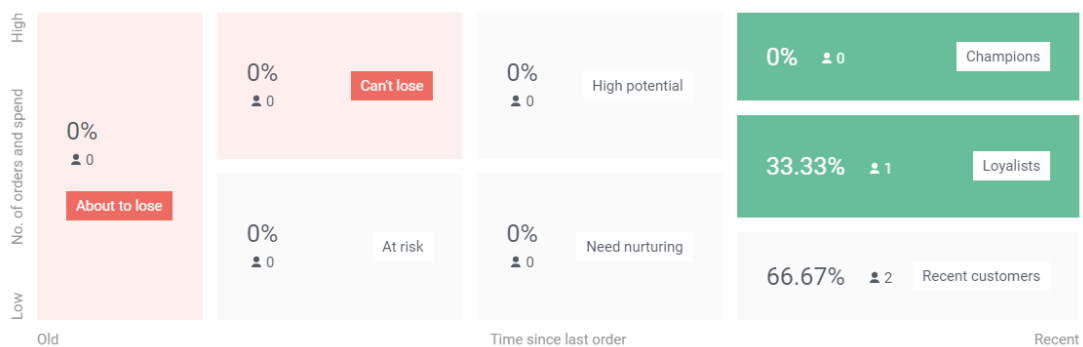 High
No. of orders and spend
Low
0%
0
About to lose
0%
0
Can't lose
0%
0
High potential
0% 0 Champions
33.33% 1 Loyalists
0%
0
At risk
0%
0
Need nurturing
66.67% 2 Recent customers
Old
Time since last order
Recent